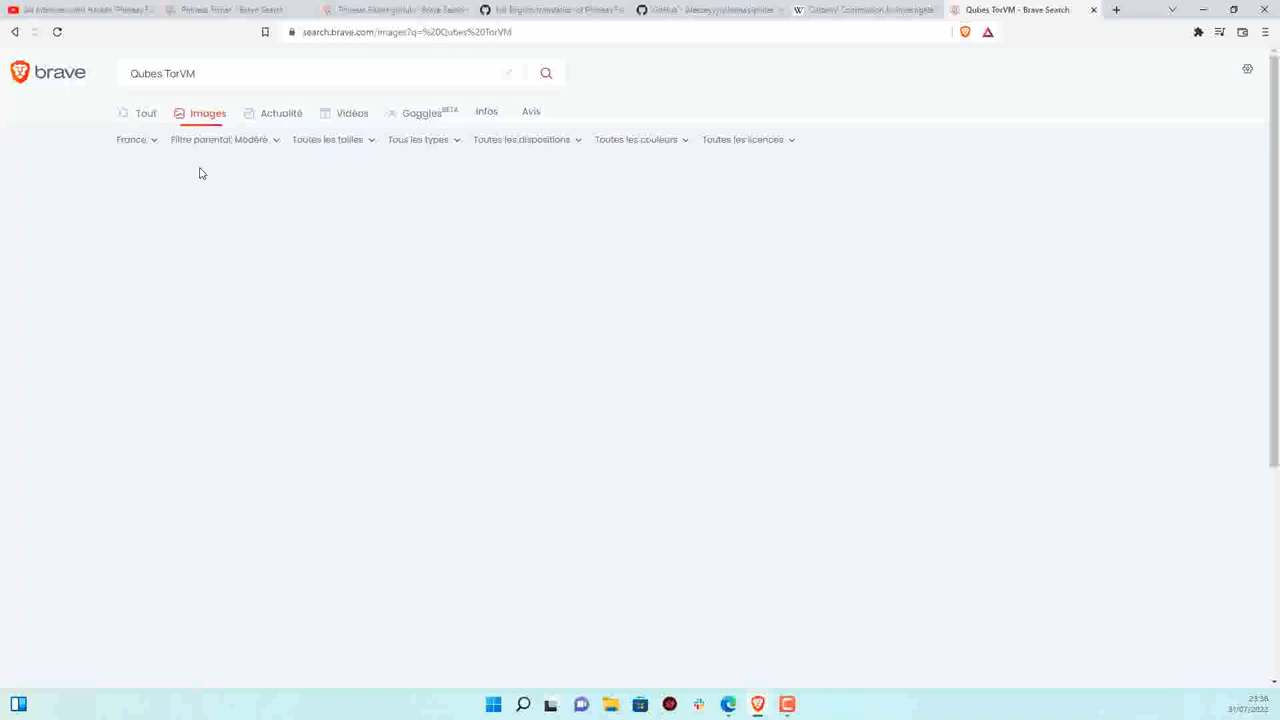 Qubes TorVM - Brave Search
search.brave.com/images?q=%20Qubes%20TorVM
brave
Qubes TorVM
Tout Images Actualité Vidéos Goggles BETA Infos Avis
France Filtre parental: Modéré Toutes les tailles Tous les types Toutes les dispositions Toutes les couleurs Toutes les licences
23:38
31/07/2022